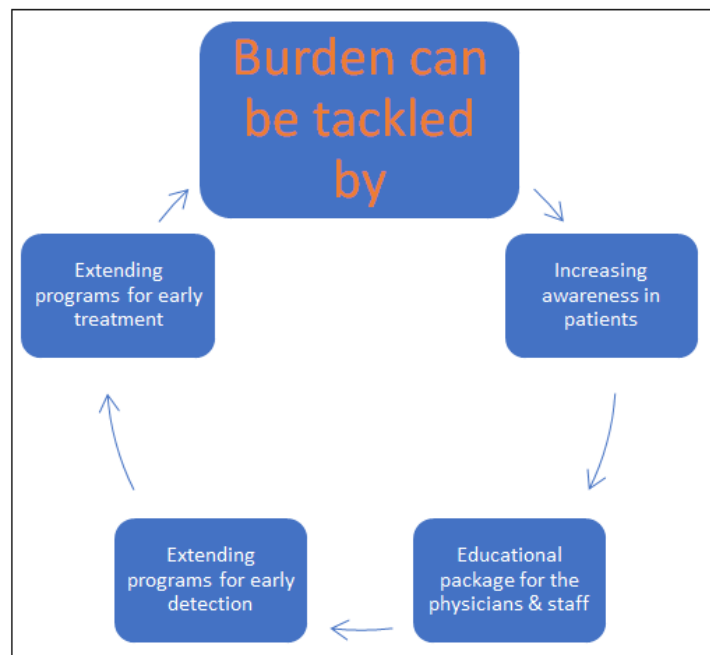 Burden can
be tackled
by
Increasing
awareness in
patients
Educational
package for the
physicians & staff
Extending
programs for early
detection
Extending
programs for early
treatment